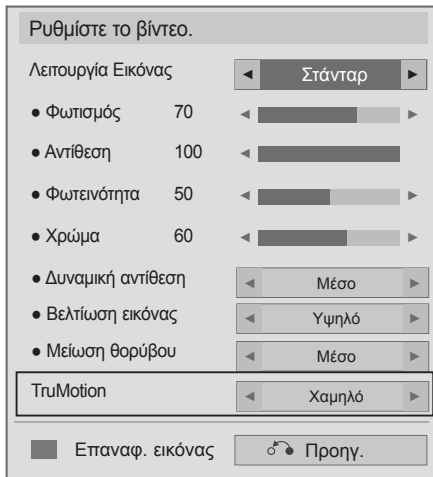 Ρυθμίστε το βίντεο.
Λειτουργία Εικόνας ◄ Στάνταρ ►
● Φωτισμός 70 ◄ ►
● Αντίθεση 100 ◄
● Φωτεινότητα 50 ◄ ►
● Χρώμα 60 ◄ ►
● Δυναμική αντίθεση ◄ Μέσο ►
● Βελτίωση εικόνας ◄ Υψηλό ►
● Μείωση θορύβου ◄ Μέσο ►
TruMotion ◄ Χαμηλό ►
Επαναφ. εικόνας Προηγ.